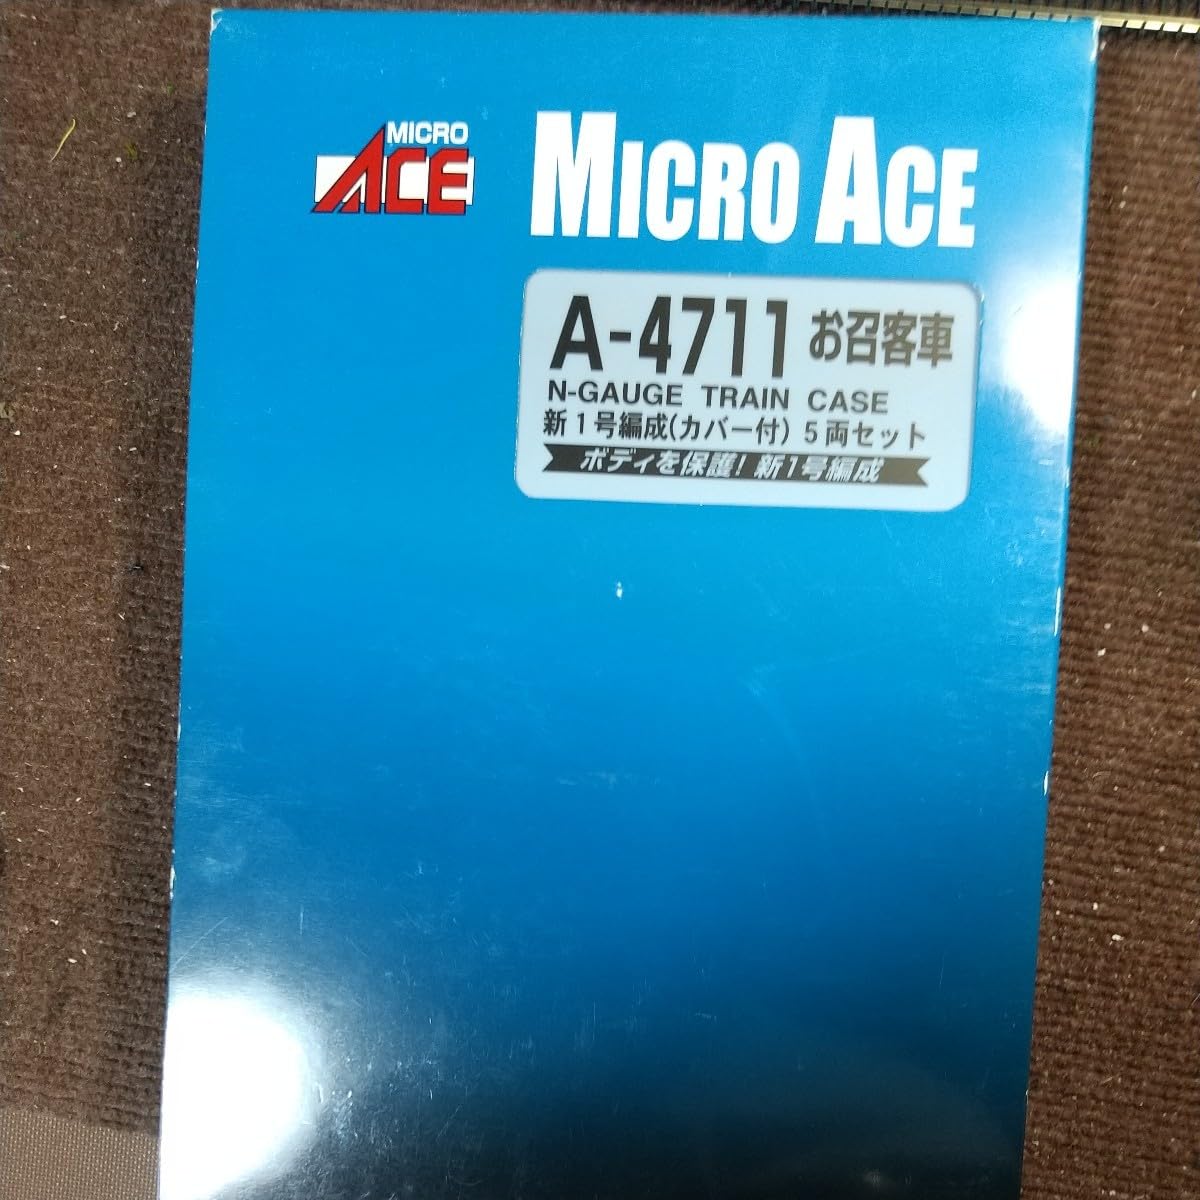 MICRO
ACE
MICRO ACE
A-4711 お召客車
N-GAUGE TRAIN CASE
新1号編成(カバー付) 5両セット
ボディを保護! 新1号編成